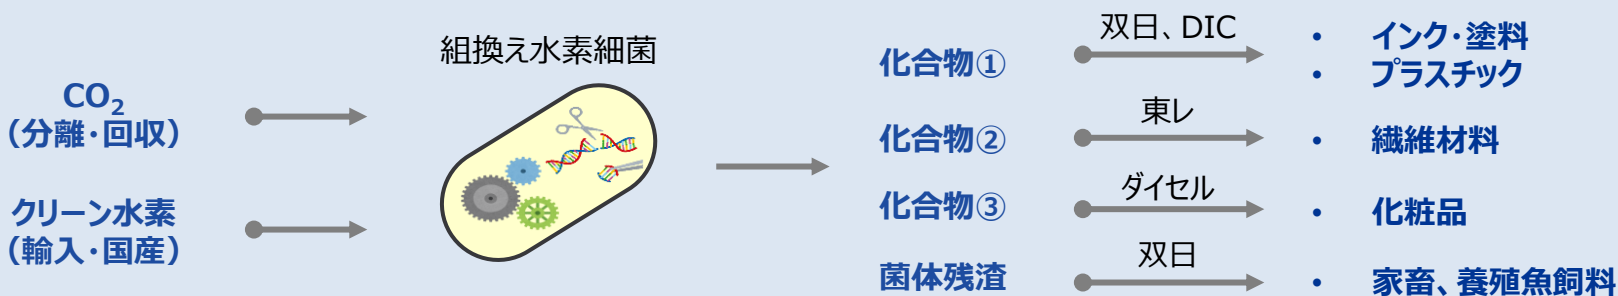 CO₂
(分離・回収)
クリーン水素
(輸入・国産)
組換え水素細菌
化合物①
双日、DIC
• インク・塗料
• プラスチック
化合物②
東レ
• 繊維材料
化合物③
ダイセル
• 化粧品
菌体残渣
双日
• 家畜、養殖魚飼料